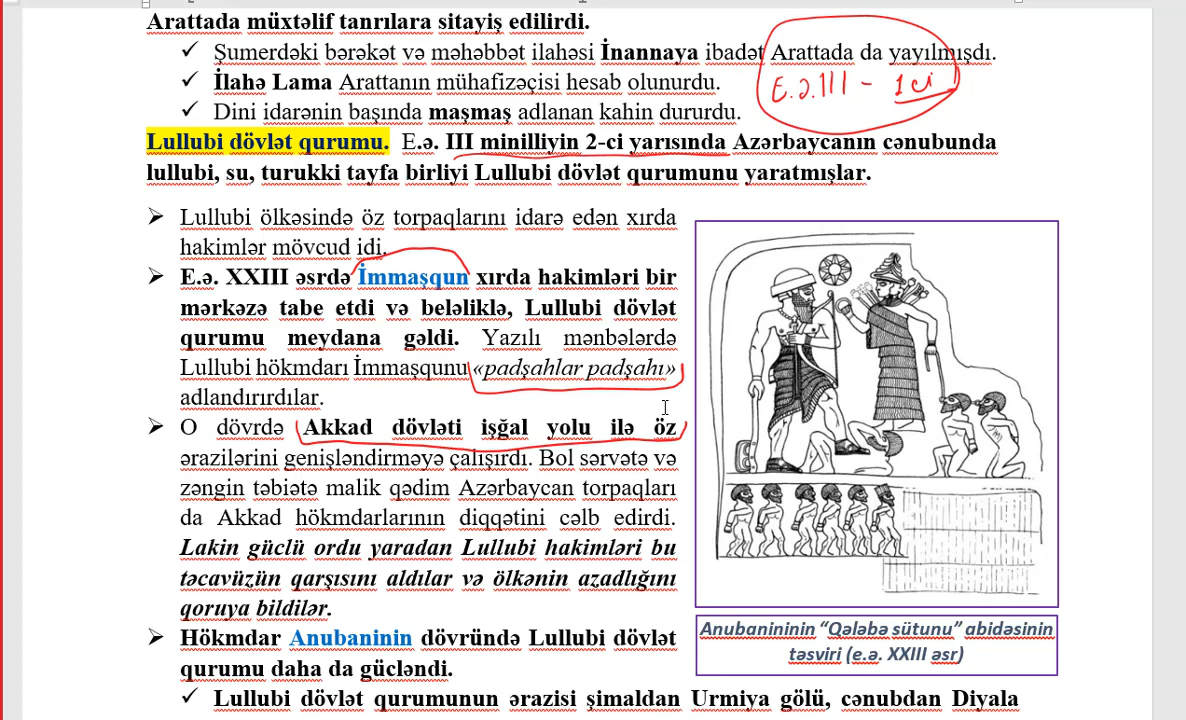 Arattada müxtəlif tanrılara sitayiş edilirdi.
✓ Şumerdəki bərəkət və məhəbbət ilahəsi İnannaya ibadət Arattada da yayılmışdı.
✓ İlahə Lama Arattanın mühafizəçisi hesab olunurdu.
E.ə. III - 1ci
✓ Dini idarənin başında maşmaş adlanan kahin dururdu.
Lullubi dövlət qurumu. E.ə. III minilliyin 2-ci yarısında Azərbaycanın cənubunda
lullubi, su, turukki tayfa birliyi Lullubi dövlət qurumunu yaratmışlar.
➢ Lullubi ölkəsində öz torpaqlarını idarə edən xırda
hakimlər mövcud idi.
➢ E.ə. XXIII əsrdə İmmaşqun xırda hakimləri bir
mərkəzə tabe etdi və beləliklə, Lullubi dövlət
qurumu meydana gəldi. Yazılı mənbələrdə
Lullubi hökmdarı İmmaşqunu «padşahlar padşahı»
adlandırırdılar.
➢ O dövrdə Akkad dövləti işğal yolu ilə öz
ərazilərini genişləndirməyə çalışırdı. Bol sərvətə və
zəngin təbiətə malik qədim Azərbaycan torpaqları
da Akkad hökmdarlarının diqqətini cəlb edirdi.
Lakin güclü ordu yaradan Lullubi hakimləri bu
təcavüzün qarşısını aldılar və ölkənin azadlığını
qoruya bildilər.
➢ Hökmdar Anubaninin dövründə Lullubi dövlət
qurumu daha da gücləndi.
✓ Lullubi dövlət qurumunun ərazisi şimaldan Urmiya gölü, cənubdan Diyala
Anubanininin “Qələbə sütunu” abidəsinin
təsviri (e.ə. XXIII əsr)